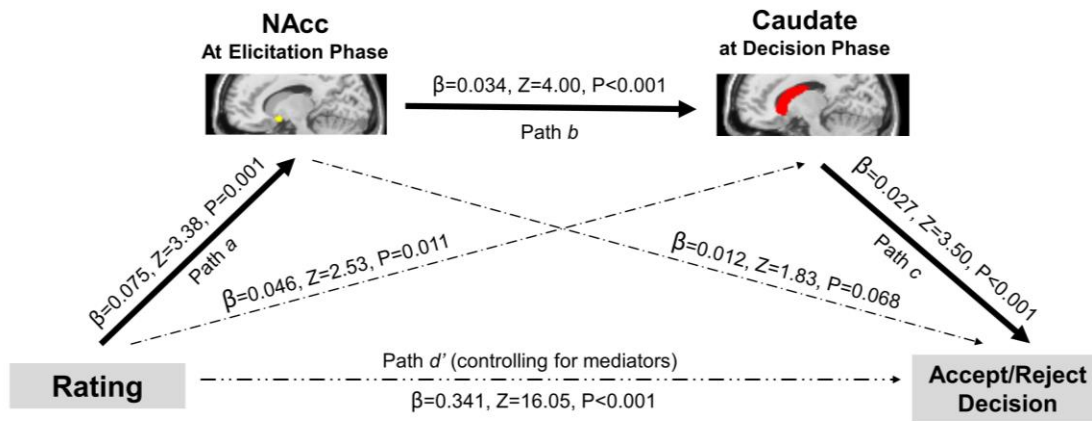 NAcc
At Elicitation Phase
Caudate
at Decision Phase
β=0.034, Z=4.00, P<0.001
Path b
β=0.075, Z=3.38, P=0.001
Path a
β=0.046, Z=2.53, P=0.011
β=0.012, Z=1.83, P=0.068
β=0.027, Z=3.50, P<0.001
Path c
Rating
Path d’ (controlling for mediators)
β=0.341, Z=16.05, P<0.001
Accept/Reject
Decision